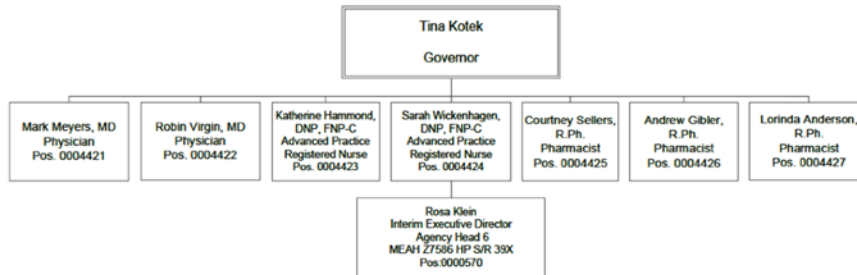 Tina Kotek
Governor
Mark Meyers, MD
Physician
Pos. 0004421
Robin Virgin, MD
Physician
Pos. 0004422
Katherine Hammond,
DNP, FNP-C
Advanced Practice
Registered Nurse
Pos. 0004423
Sarah Wickenhagen,
DNP, FNP-C
Advanced Practice
Registered Nurse
Pos. 0004424
Courtney Sellers,
R.Ph.
Pharmacist
Pos. 0004425
Andrew Gibler,
R.Ph.
Pharmacist
Pos. 0004426
Lorinda Anderson,
R.Ph.
Pharmacist
Pos. 0004427
Rosa Klein
Interim Executive Director
Agency Head 6
MEAH Z7586 HP S/R 39X
Pos:0000570